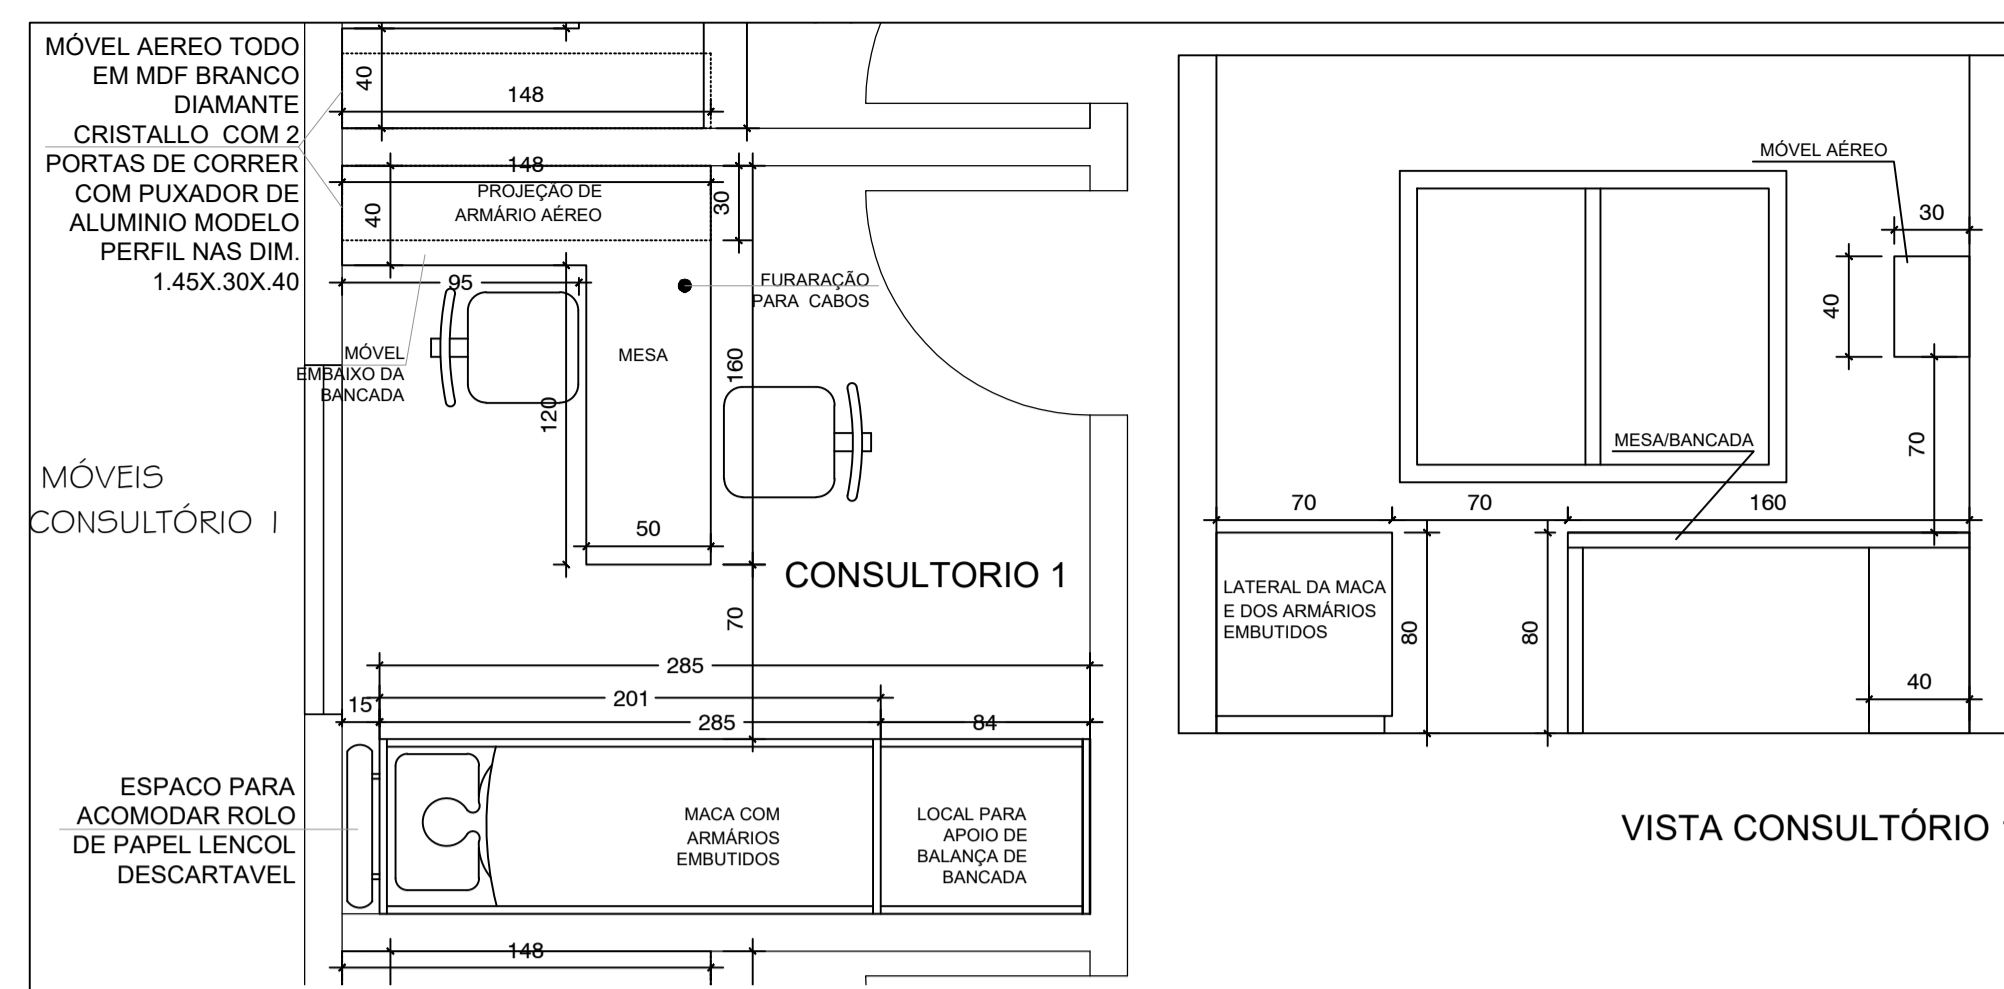 MÓVEL AEREO TODO
EM MDF BRANCO
DIAMANTE
CRISTALLO COM 2
PORTAS DE CORRER
COM PUXADOR DE
ALUMINIO MODELO
PERFIL NAS DIM.
1.45X.30X.40
MÓVEIS
CONSULTÓRIO I
ESPACO PARA
ACOMODAR ROLO
DE PAPEL LENCOL
DESCARTAVEL
40
148
148
PROJEÇÃO DE
ARMÁRIO AÉREO
40
30
95
FURARAÇÃO
PARA CABOS
MÓVEL
EMBAIXO DA
BANCADA
MESA
160
120
50
CONSULTORIO 1
70
285
201
15
285
84
MACA COM
ARMÁRIOS
EMBUTIDOS
LOCAL PARA
APOIO DE
BALANÇA DE
BANCADA
148
MÓVEL AÉREO
30
40
MESA/BANCADA
70
70
70
160
LATERAL DA MACA
E DOS ARMÁRIOS
EMBUTIDOS
80
80
40
VISTA CONSULTÓRIO